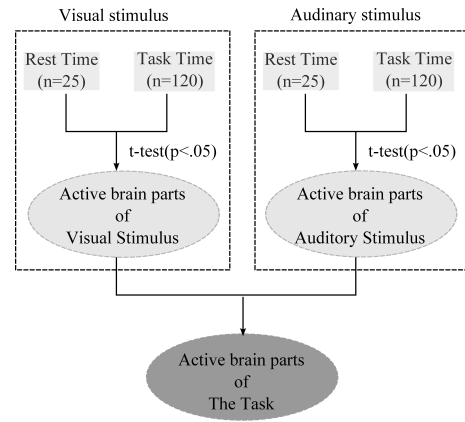 Visual stimulus
Rest Time
(n=25)
Task Time
(n=120)
t-test(p<.05)
Active brain parts
of
Visual Stimulus
Audinary stimulus
Rest Time
(n=25)
Task Time
(n=120)
t-test(p<.05)
Active brain parts
of
Auditory Stimulus
Active brain parts
of
The Task